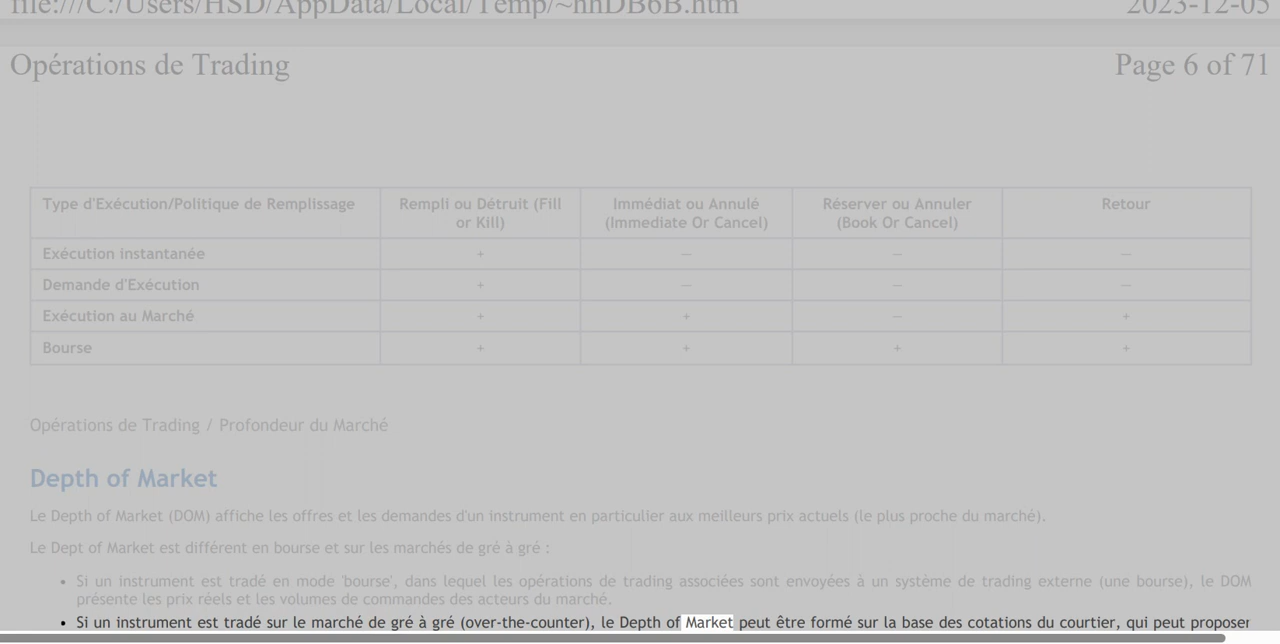 file:///C:/Users/HSD/AppData/Local/Temp/~hhDB6B.htm 2023-12-05
Opérations de Trading Page 6 of 71
Type d'Exécution/Politique de Remplissage Rempli ou Détruit (Fill or Kill) Immédiat ou Annulé (Immediate Or Cancel) Réserver ou Annuler (Book Or Cancel) Retour
Exécution instantanée + — — —
Demande d'Exécution + — — —
Exécution au Marché + + — +
Bourse + + + +
Opérations de Trading / Profondeur du Marché
Depth of Market
Le Depth of Market (DOM) affiche les offres et les demandes d'un instrument en particulier aux meilleurs prix actuels (le plus proche du marché).
Le Dept of Market est différent en bourse et sur les marchés de gré à gré :
• Si un instrument est tradé en mode 'bourse', dans lequel les opérations de trading associées sont envoyées à un système de trading externe (une bourse), le DOM
présente les prix réels et les volumes de commandes des acteurs du marché.
• Si un instrument est tradé sur le marché de gré à gré (over-the-counter), le Depth of Market peut être formé sur la base des cotations du courtier, qui peut proposer